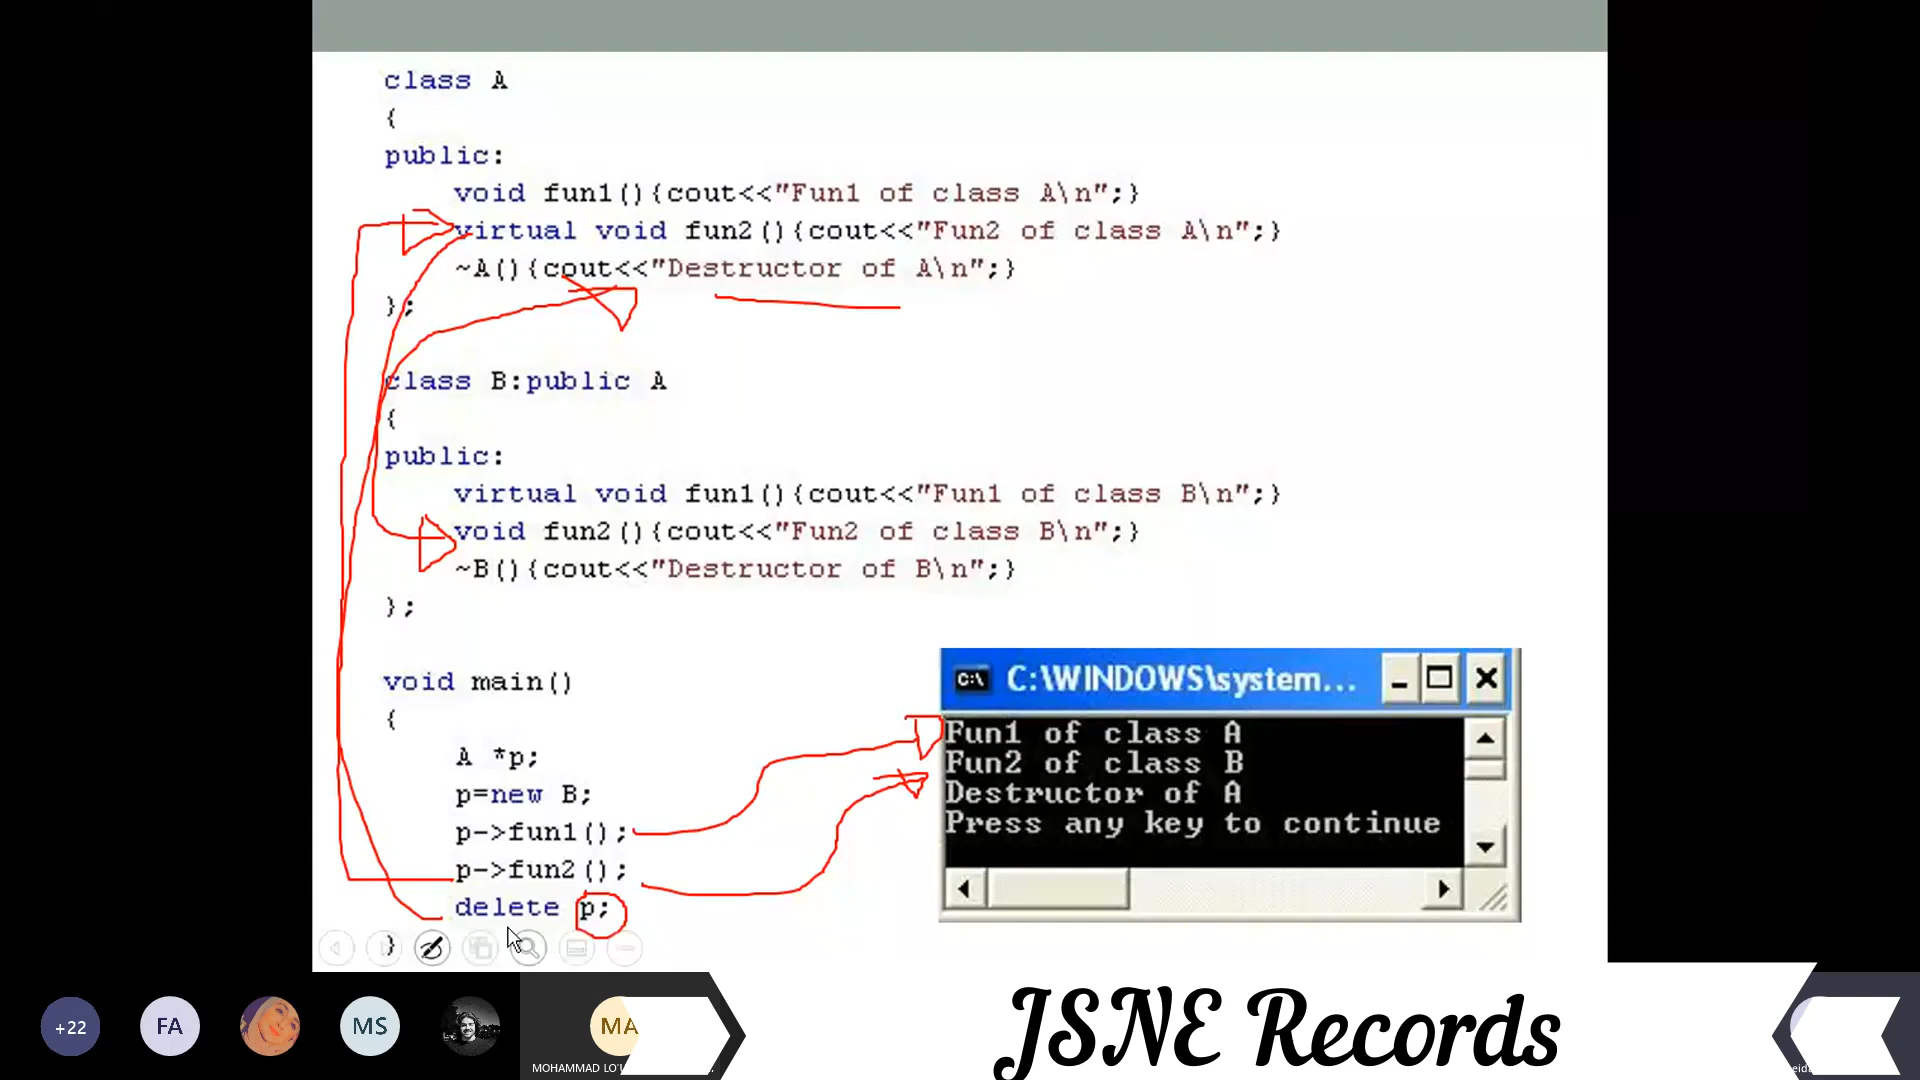 class A
{
public:
void fun1(){cout<<"Fun1 of class A\n";}
virtual void fun2(){cout<<"Fun2 of class A\n";}
~A(){cout<<"Destructor of A\n";}
};
class B:public A
{
public:
virtual void fun1(){cout<<"Fun1 of class B\n";}
void fun2(){cout<<"Fun2 of class B\n";}
~B(){cout<<"Destructor of B\n";}
};
void main()
{
A *p;
p=new B;
p->fun1();
p->fun2();
delete p;
}
C:\
C:\WINDOWS\system...
Fun1 of class A
Fun2 of class B
Destructor of A
Press any key to continue
+22
FA
MS
MA
MOHAMMAD
JSNE Records